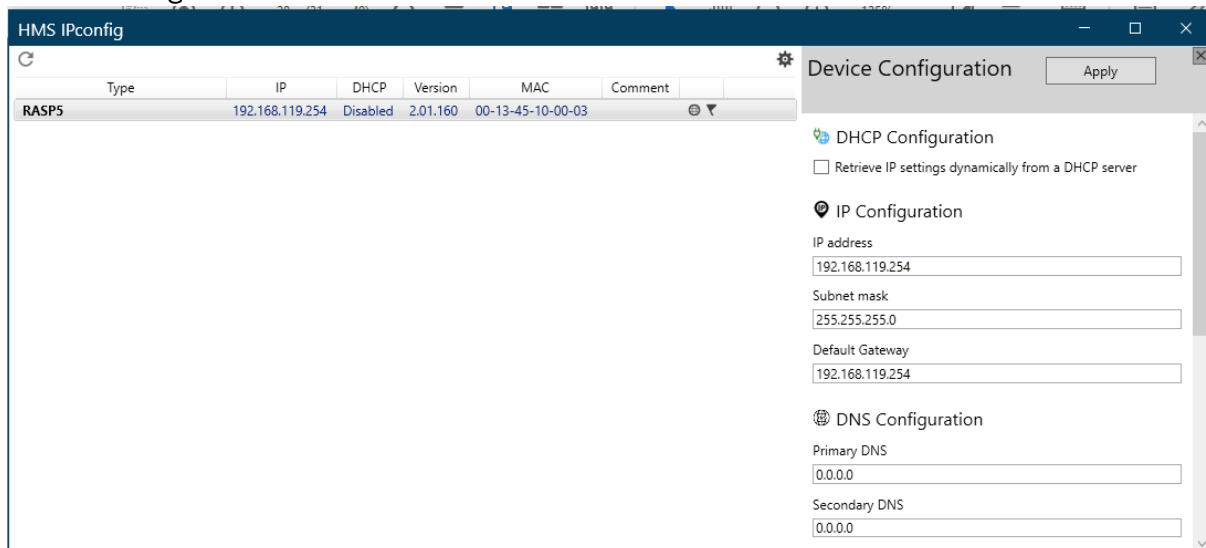 HMS IPconfig
Type IP DHCP Version MAC Comment
RASP5 192.168.119.254 Disabled 2.01.160 00-13-45-10-00-03
Device Configuration
Apply
DHCP Configuration
Retrieve IP settings dynamically from a DHCP server
IP Configuration
IP address
192.168.119.254
Subnet mask
255.255.255.0
Default Gateway
192.168.119.254
DNS Configuration
Primary DNS
0.0.0.0
Secondary DNS
0.0.0.0